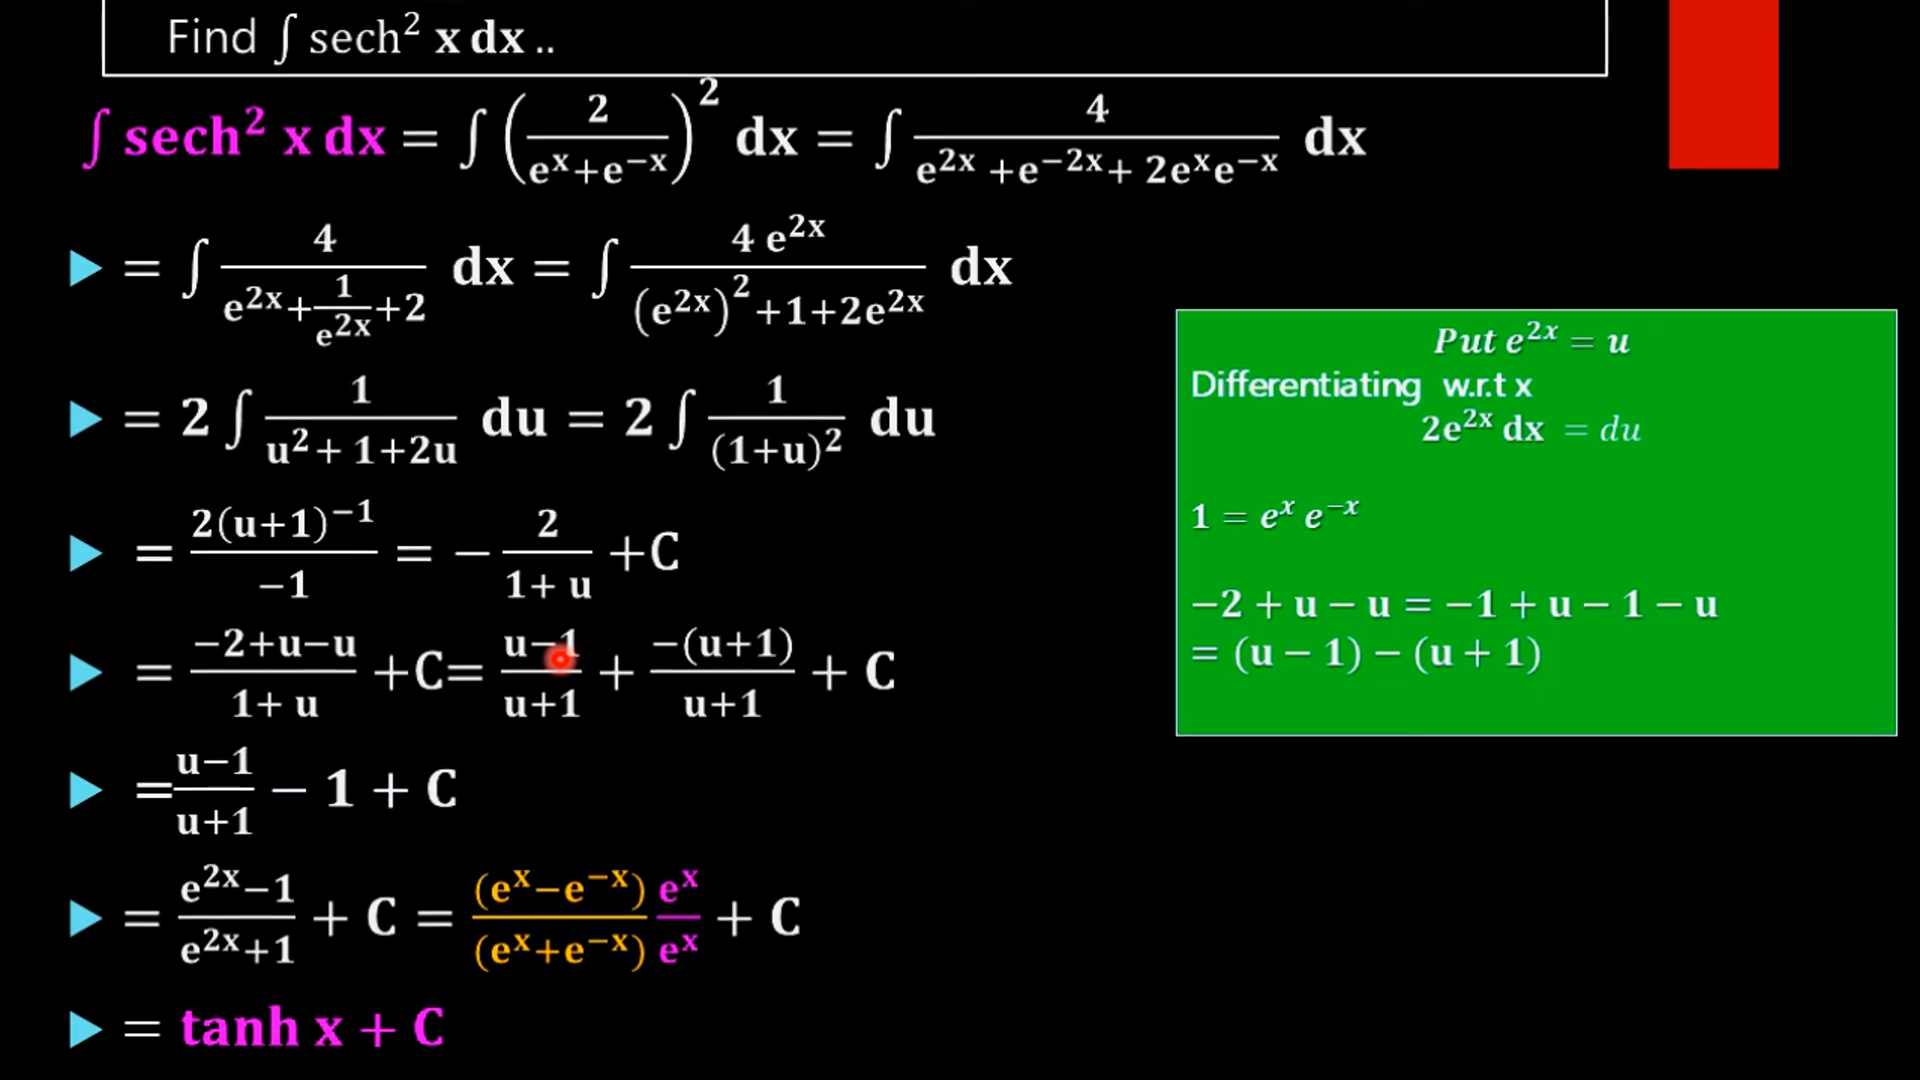 Find ∫ sech² x dx ..
∫ sech² x dx = ∫ (2/(eˣ+e⁻ˣ))² dx = ∫ 4/(e²ˣ +e⁻²ˣ+ 2eˣe⁻ˣ) dx
= ∫ 4/(e²ˣ+1/e²ˣ+2) dx = ∫ 4 e²ˣ/((e²ˣ)²+1+2e²ˣ) dx
= 2 ∫ 1/(u²+ 1+2u) du = 2 ∫ 1/(1+u)² du
= 2(u+1)⁻¹/−1 = − 2/(1+ u) +C
= (−2+u−u)/(1+ u) +C= (u−1)/(u+1) + −(u+1)/(u+1) + C
=(u−1)/(u+1) − 1 + C
= (e²ˣ−1)/(e²ˣ+1) + C = (eˣ−e⁻ˣ)/(eˣ+e⁻ˣ) eˣ/eˣ + C
= tanh x + C
Put e²ˣ = u
Differentiating w.r.t x
2e²ˣ dx = du
1 = eˣ e⁻ˣ
−2 + u − u = −1 + u − 1 − u
= (u − 1) − (u + 1)